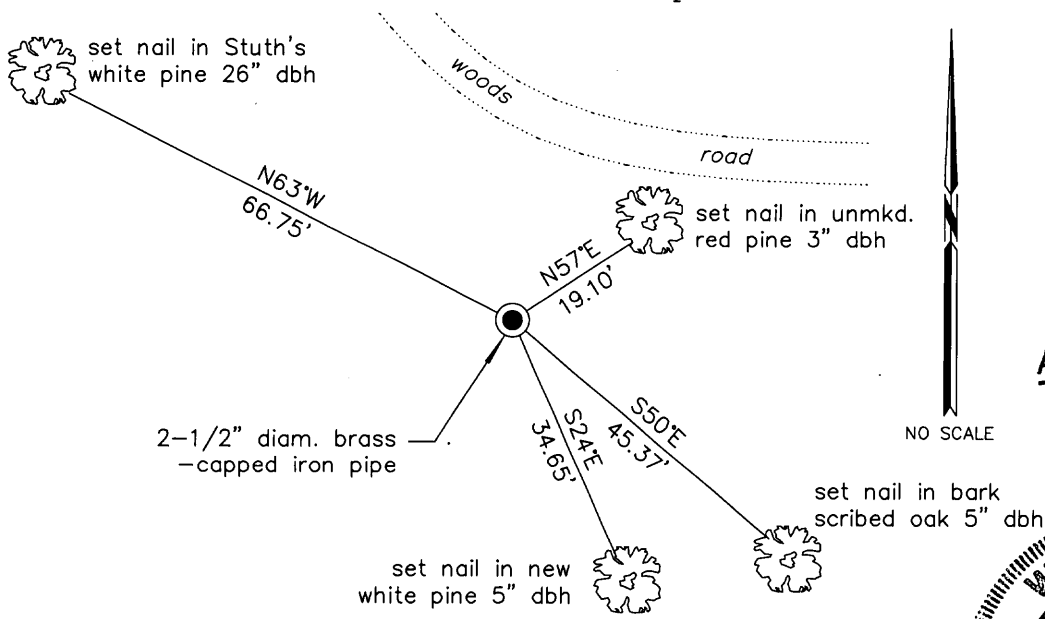 set nail in Stuth's
white pine 26" dbh
woods
road
N63°W
66.75'
set nail in unmkd.
red pine 3" dbh
N57°E
19.10'
2-1/2" diam. brass
-capped iron pipe
S24°E
34.65'
S50°E
45.37'
N
NO SCALE
set nail in bark
scribed oak 5" dbh
set nail in new
white pine 5" dbh